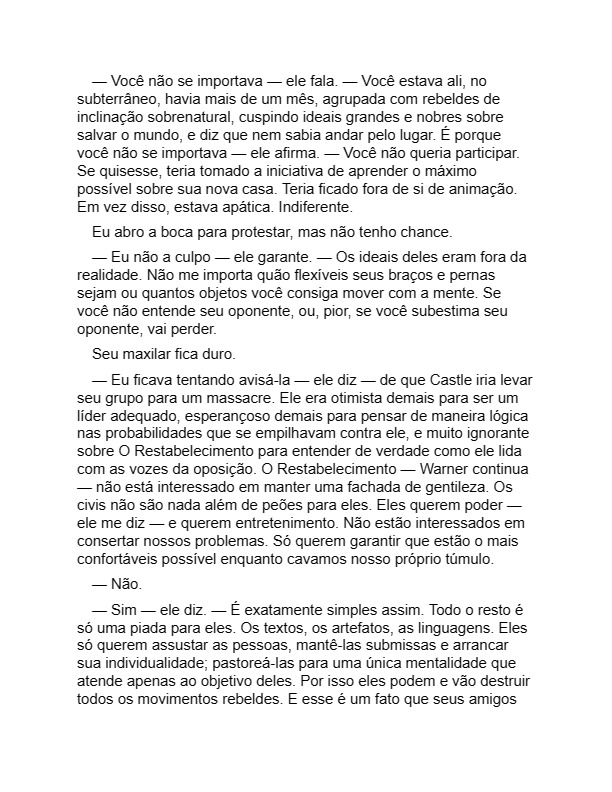 — Você não se importava — ele fala. — Você estava ali, no
subterrâneo, havia mais de um mês, agrupada com rebeldes de
inclinação sobrenatural, cuspindo ideais grandes e nobres sobre
salvar o mundo, e diz que nem sabia andar pelo lugar. É porque
você não se importava — ele afirma. — Você não queria participar.
Se quisesse, teria tomado a iniciativa de aprender o máximo
possível sobre sua nova casa. Teria ficado fora de si de animação.
Em vez disso, estava apática. Indiferente.
Eu abro a boca para protestar, mas não tenho chance.
— Eu não a culpo — ele garante. — Os ideais deles eram fora da
realidade. Não me importa quão flexíveis seus braços e pernas
sejam ou quantos objetos você consiga mover com a mente. Se
você não entende seu oponente, ou, pior, se você subestima seu
oponente, vai perder.
Seu maxilar fica duro.
— Eu ficava tentando avisá-la — ele diz — de que Castle iria levar
seu grupo para um massacre. Ele era otimista demais para ser um
líder adequado, esperançoso demais para pensar de maneira lógica
nas probabilidades que se empilhavam contra ele, e muito ignorante
sobre O Restabelecimento para entender de verdade como ele lida
com as vozes da oposição. O Restabelecimento — Warner continua
— não está interessado em manter uma fachada de gentileza. Os
civis não são nada além de peões para eles. Eles querem poder —
ele me diz — e querem entretenimento. Não estão interessados em
consertar nossos problemas. Só querem garantir que estão o mais
confortáveis possível enquanto cavamos nosso próprio túmulo.
— Não.
— Sim — ele diz. — É exatamente simples assim. Todo o resto é
só uma piada para eles. Os textos, os artefatos, as linguagens. Eles
só querem assustar as pessoas, mantê-las submissas e arrancar
sua individualidade; pastoreá-las para uma única mentalidade que
atende apenas ao objetivo deles. Por isso eles podem e vão destruir
todos os movimentos rebeldes. E esse é um fato que seus amigos